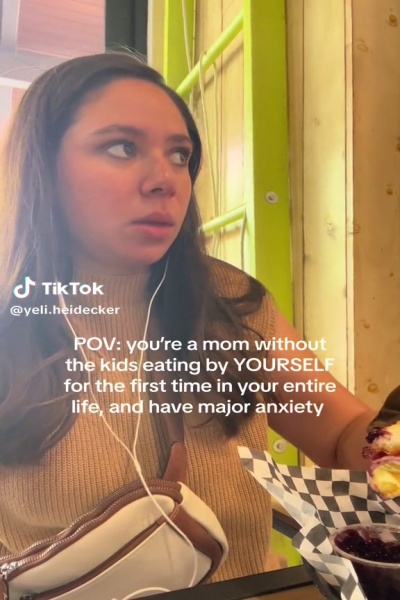 TikTok
@yeli.heidecker
POV: you're a mom without
the kids eating by YOURSELF
for the first time in your entire
life, and have major anxiety